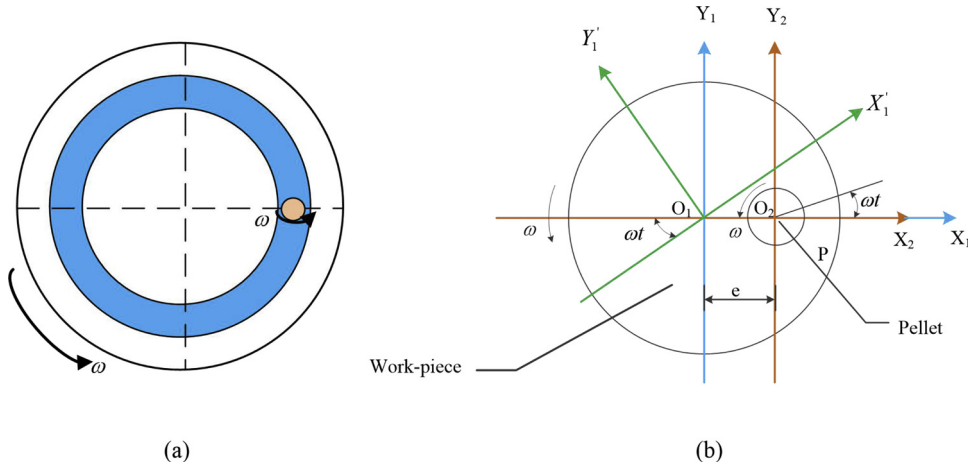 ω
ω
(a)
Y₁
Y₂
Y₁'
X₁'
O₁
O₂
ωt
ω
ωt
ω
X₂
X₁
P
e
Pellet
Work-piece
(b)